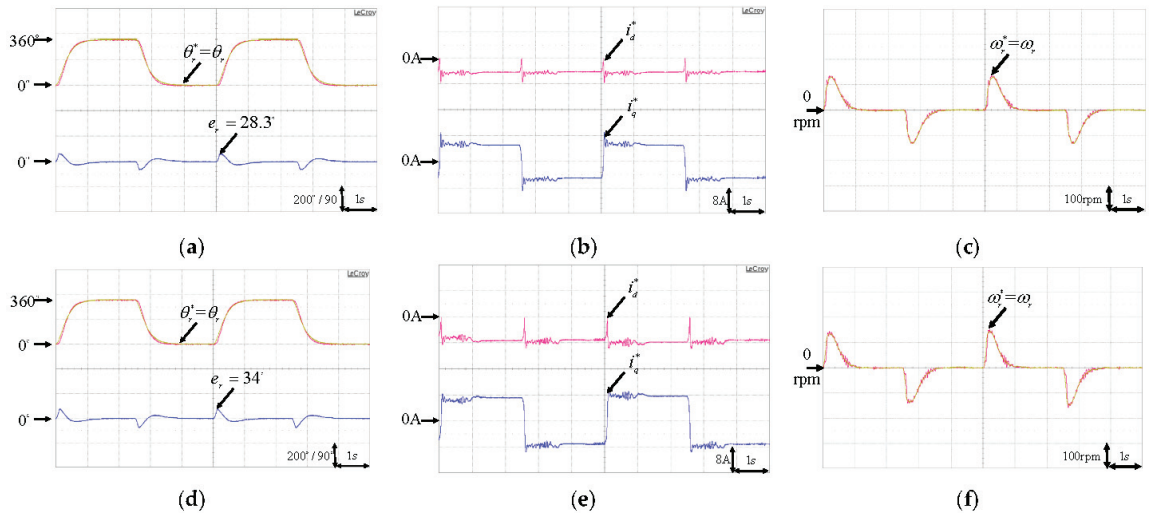 LeCroy
360°
θr*=θr
0°
er = 28.3°
0°
200°/90
1s
(a)
LeCroy
id*
0A
iq*
0A
8A
1s
(b)
ωr*=ωr
0
rpm
100rpm
1s
(c)
LeCroy
360°
θr*=θr
0°
er = 34°
0°
200°/90°
1s
(d)
LeCroy
id*
0A
iq*
0A
8A
1s
(e)
ωr*=ωr
0
rpm
100rpm
1s
(f)